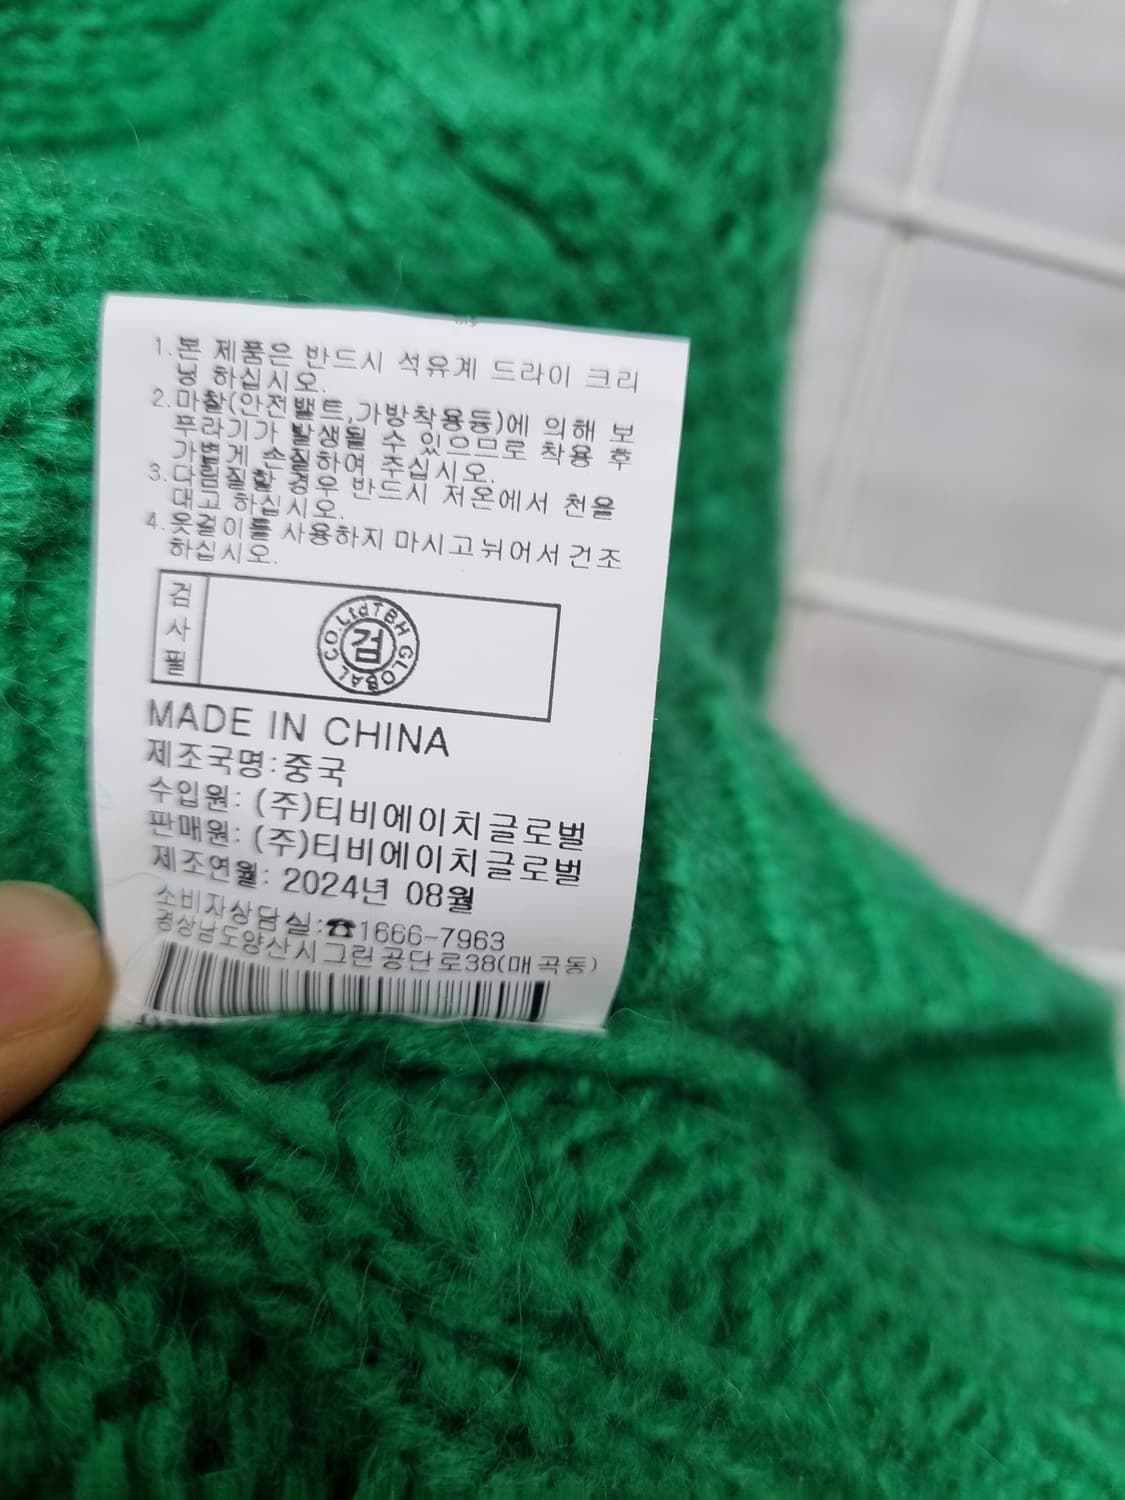 1.본 제품은 반드시 석유계 드라이 크리
닝 하십시오.
2.마찰(안전밸트,가방착용등)에 의해 보
푸라기가 발생될 수 있으므로 착용 후
가볍게 손질하여 주십시오.
3.다림질할 경우 반드시 저온에서 천을
대고 하십시오.
4.옷걸이를 사용하지 마시고 뉘어서 건조
하십시오.
검사필
TBH GLOBAL CO.Ltd
검
MADE IN CHINA
제조국명:중국
수입원: (주)티비에이치글로벌
판매원: (주)티비에이치글로벌
제조연월: 2024년 08월
소비자상담실:☎1666-7963
경상남도양산시그린공단로38(매곡동)